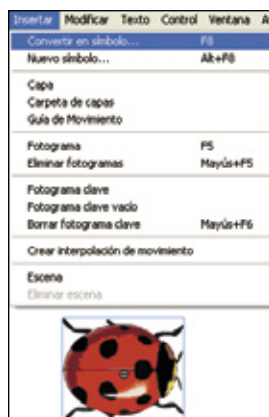 Insertar Modificar Texto Control Ventana A
Convertir en símbolo... F8
Nuevo símbolo... Alt+F8
Capa
Carpeta de capas
Guía de Movimiento
Fotograma F5
Eliminar fotogramas Mayús+F5
Fotograma clave
Fotograma clave vacío
Borrar fotograma clave Mayús+F6
Crear interpolación de movimiento
Escena
Eliminar escena